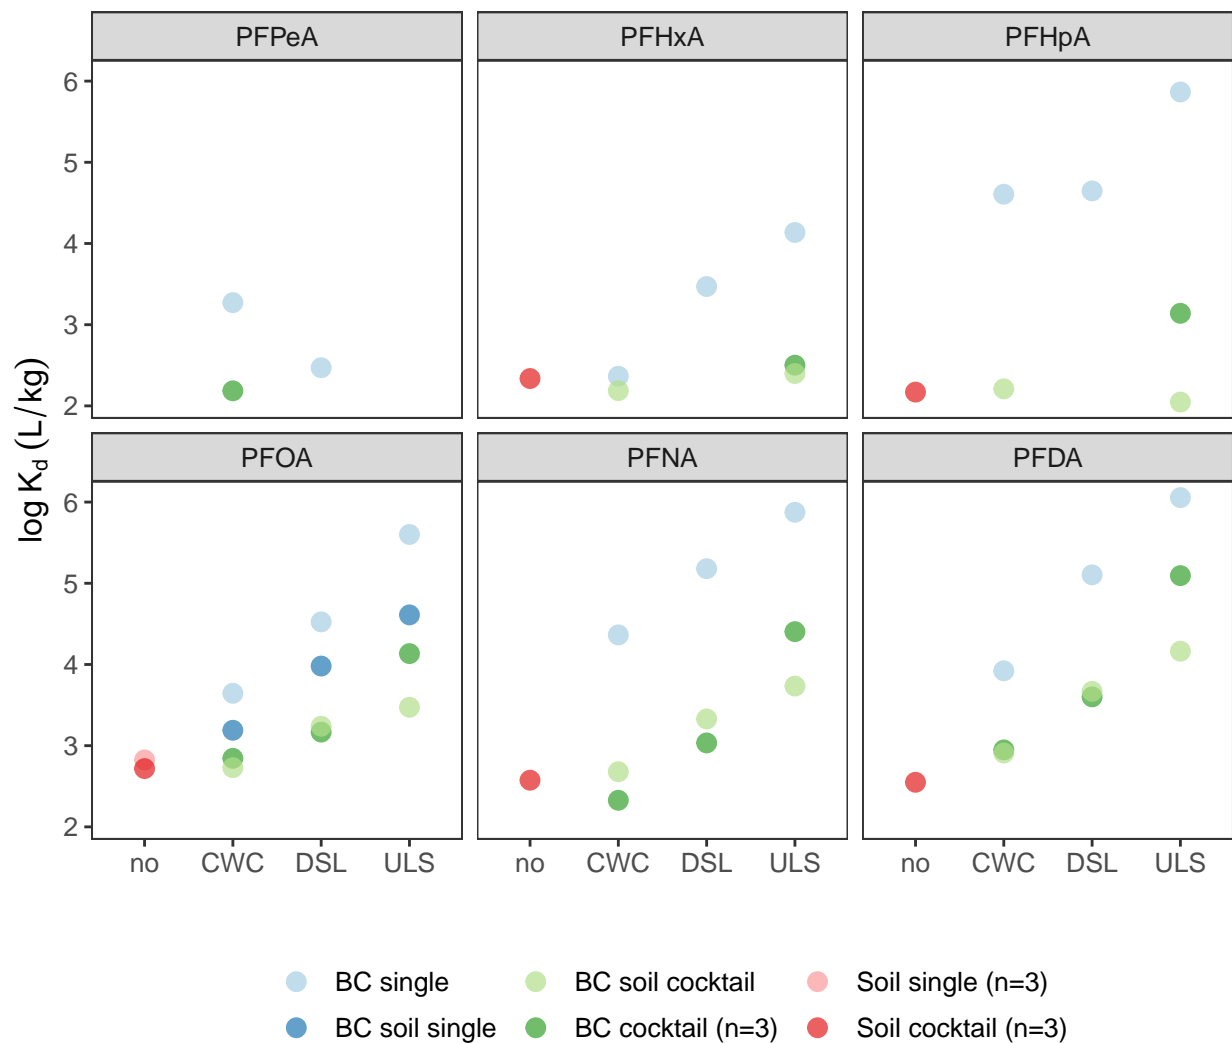 PFPeA PFHxA PFHpA
6
5
4
3
2
log Kd (L/kg)
PFOA PFNA PFDA
6
5
4
3
2
no CWC DSL ULS no CWC DSL ULS no CWC DSL ULS
BC single BC soil cocktail Soil single (n=3)
BC soil single BC cocktail (n=3) Soil cocktail (n=3)